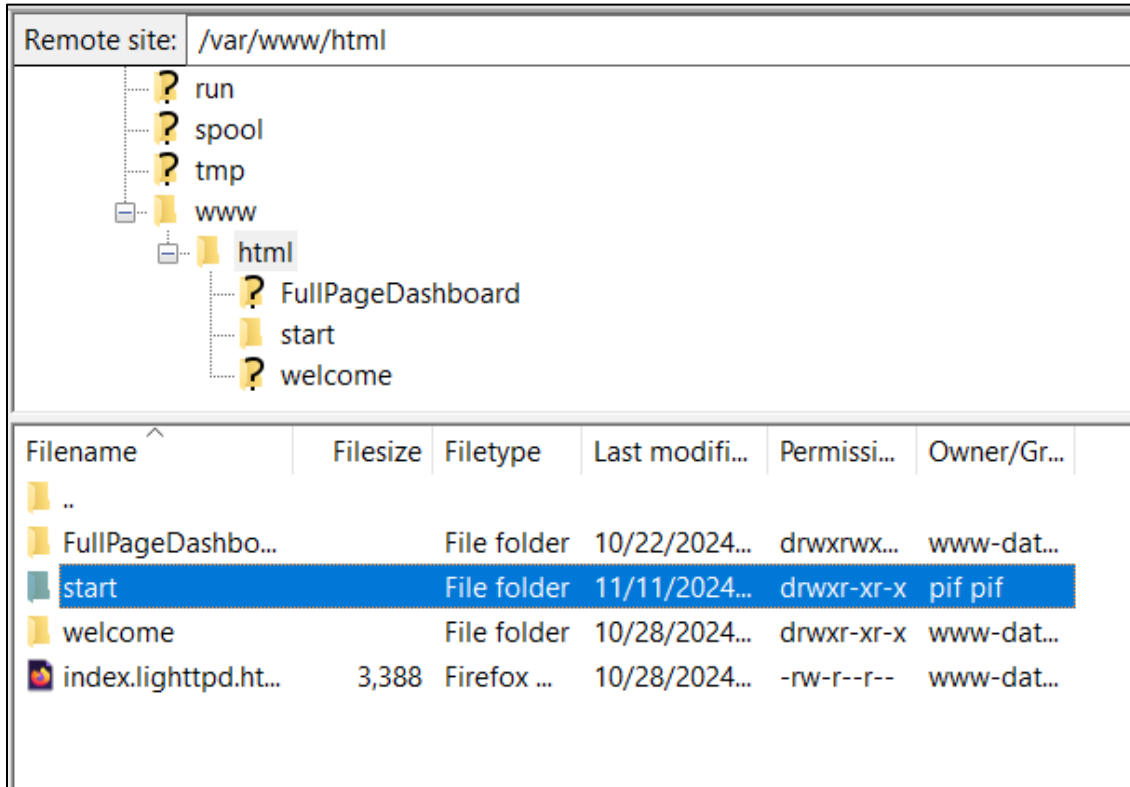 Remote site: /var/www/html
run
spool
tmp
www
html
FullPageDashboard
start
welcome
Filename Filesize Filetype Last modifi... Permissi... Owner/Gr...
..
FullPageDashbo... File folder 10/22/2024... drwxrwx... www-dat...
start File folder 11/11/2024... drwxr-xr-x pif pif
welcome File folder 10/28/2024... drwxr-xr-x www-dat...
index.lighttpd.ht... 3,388 Firefox ... 10/28/2024... -rw-r--r-- www-dat...